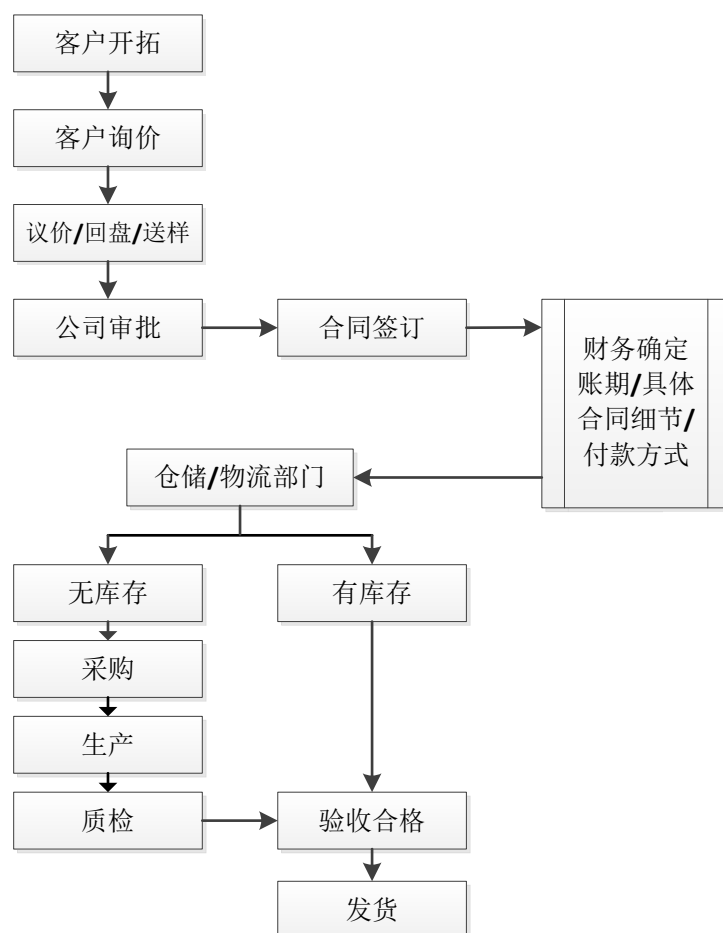 客户开拓
客户询价
议价/回盘/送样
公司审批
合同签订
财务确定
账期/具体
合同细节/
付款方式
仓储/物流部门
无库存
有库存
采购
生产
质检
验收合格
发货